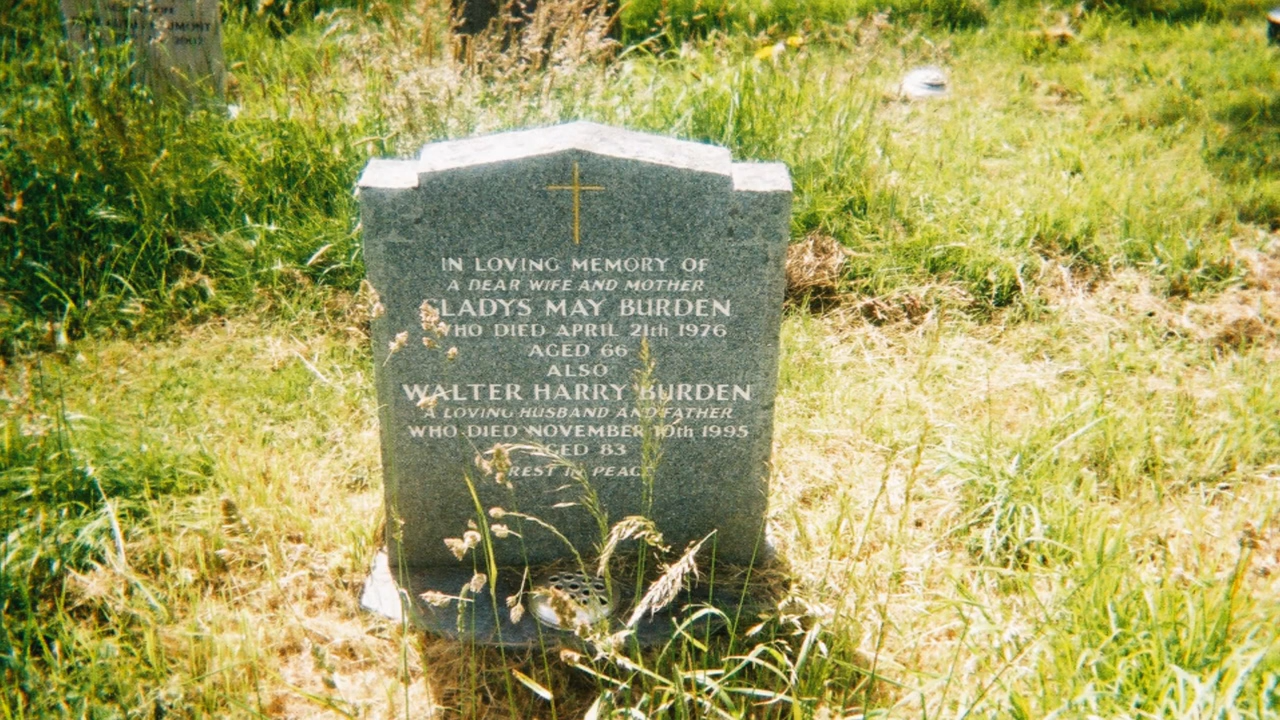 IN LOVING MEMORY OF
A DEAR WIFE AND MOTHER
GLADYS MAY BURDEN
WHO DIED APRIL 21th 1976
AGED 66
ALSO
WALTER HARRY BURDEN
A LOVING HUSBAND AND FATHER
WHO DIED NOVEMBER 10th 1995
AGED 83
REST IN PEACE